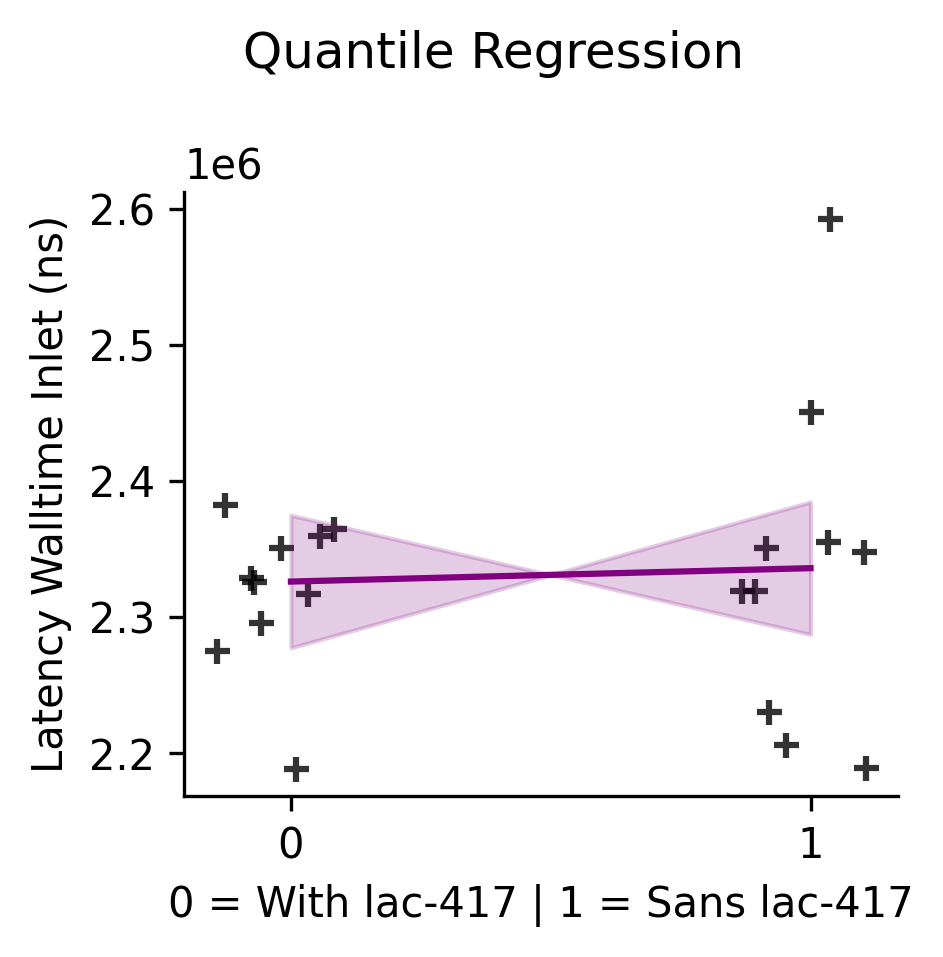 Quantile Regression
1e6
Latency Walltime Inlet (ns)
2.6
2.5
2.4
2.3
2.2
0 1
0 = With lac-417 | 1 = Sans lac-417